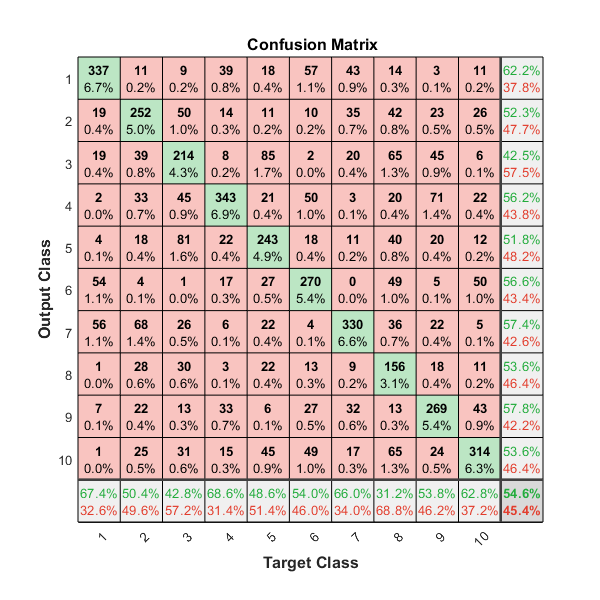 Confusion Matrix
337 11 9 39 18 57 43 14 3 11 62.2%
1
6.7% 0.2% 0.2% 0.8% 0.4% 1.1% 0.9% 0.3% 0.1% 0.2% 37.8%
19 252 50 14 11 10 35 42 23 26 52.3%
2
0.4% 5.0% 1.0% 0.3% 0.2% 0.2% 0.7% 0.8% 0.5% 0.5% 47.7%
19 39 214 8 85 2 20 65 45 6 42.5%
3
0.4% 0.8% 4.3% 0.2% 1.7% 0.0% 0.4% 1.3% 0.9% 0.1% 57.5%
2 33 45 343 21 50 3 20 71 22 56.2%
4
0.0% 0.7% 0.9% 6.9% 0.4% 1.0% 0.1% 0.4% 1.4% 0.4% 43.8%
4 18 81 22 243 18 11 40 20 12 51.8%
5
0.1% 0.4% 1.6% 0.4% 4.9% 0.4% 0.2% 0.8% 0.4% 0.2% 48.2%
54 4 1 17 27 270 0 49 5 50 56.6%
6
1.1% 0.1% 0.0% 0.3% 0.5% 5.4% 0.0% 1.0% 0.1% 1.0% 43.4%
56 68 26 6 22 4 330 36 22 5 57.4%
7
1.1% 1.4% 0.5% 0.1% 0.4% 0.1% 6.6% 0.7% 0.4% 0.1% 42.6%
1 28 30 3 22 13 9 156 18 11 53.6%
8
0.0% 0.6% 0.6% 0.1% 0.4% 0.3% 0.2% 3.1% 0.4% 0.2% 46.4%
7 22 13 33 6 27 32 13 269 43 57.8%
9
0.1% 0.4% 0.3% 0.7% 0.1% 0.5% 0.6% 0.3% 5.4% 0.9% 42.2%
1 25 31 15 45 49 17 65 24 314 53.6%
10
0.0% 0.5% 0.6% 0.3% 0.9% 1.0% 0.3% 1.3% 0.5% 6.3% 46.4%
67.4% 50.4% 42.8% 68.6% 48.6% 54.0% 66.0% 31.2% 53.8% 62.8% 54.6%
32.6% 49.6% 57.2% 31.4% 51.4% 46.0% 34.0% 68.8% 46.2% 37.2% 45.4%
1 2 3 4 5 6 7 8 9 10
Target Class
Output Class